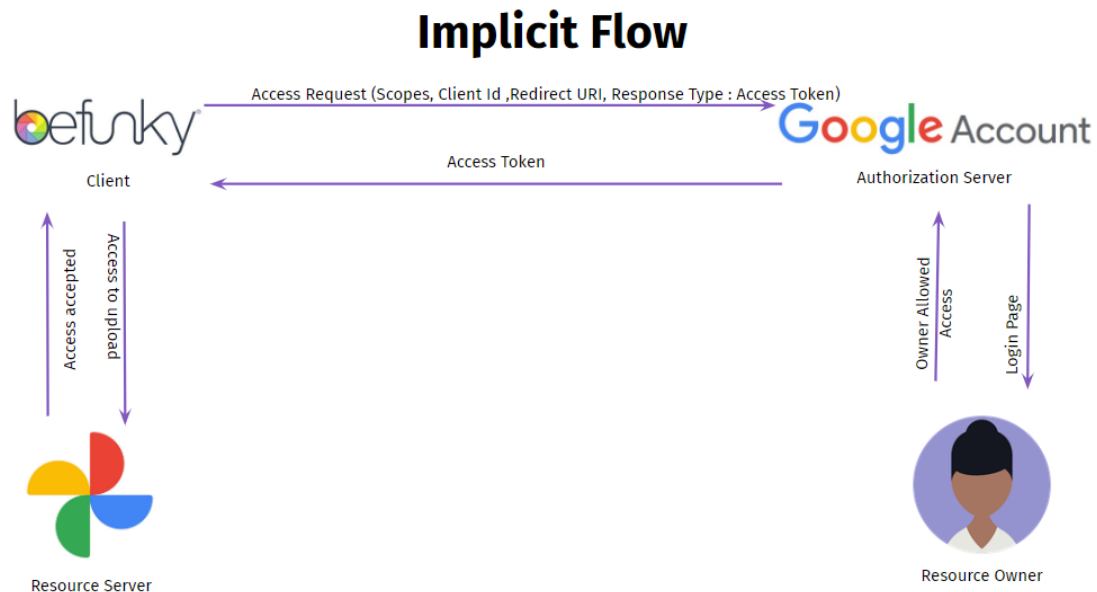 Implicit Flow
Access Request (Scopes, Client Id ,Redirect URI, Response Type : Access Token)
befunky
Google Account
Access Token
Client
Authorization Server
Access accepted
Access to upload
Owner Allowed
Access
Login Page
Resource Server
Resource Owner